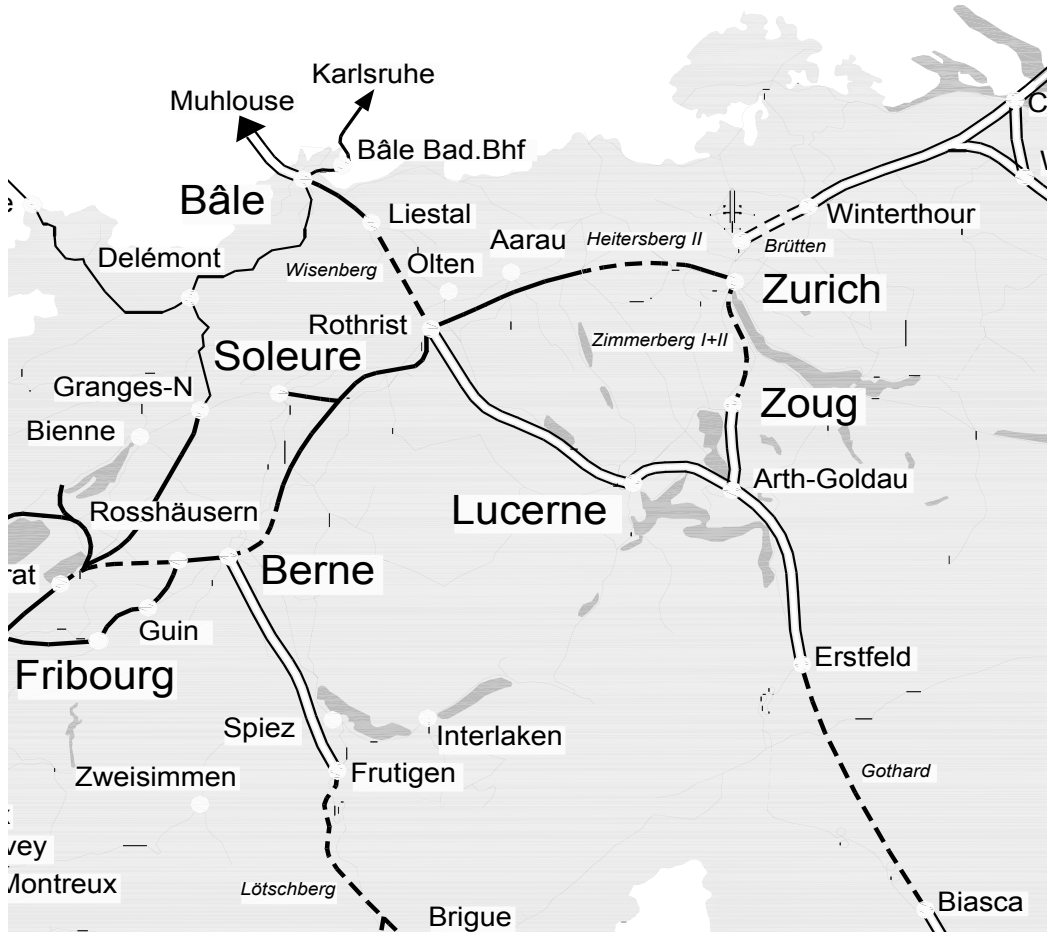 Karlsruhe
Muhlouse
Bâle Bad.Bhf
Bâle
Liestal
Winterthour
Aarau
Heitersberg II
Brütten
Delémont
Wisenberg
Olten
Zurich
Rothrist
Zimmerberg I+II
Soleure
Granges-N
Zoug
Bienne
Arth-Goldau
Lucerne
Rosshäusern
Berne
rat
Guin
Fribourg
Erstfeld
Spiez
Interlaken
Zweisimmen
Frutigen
Gothard
vey
Montreux
Lötschberg
Brigue
Biasca